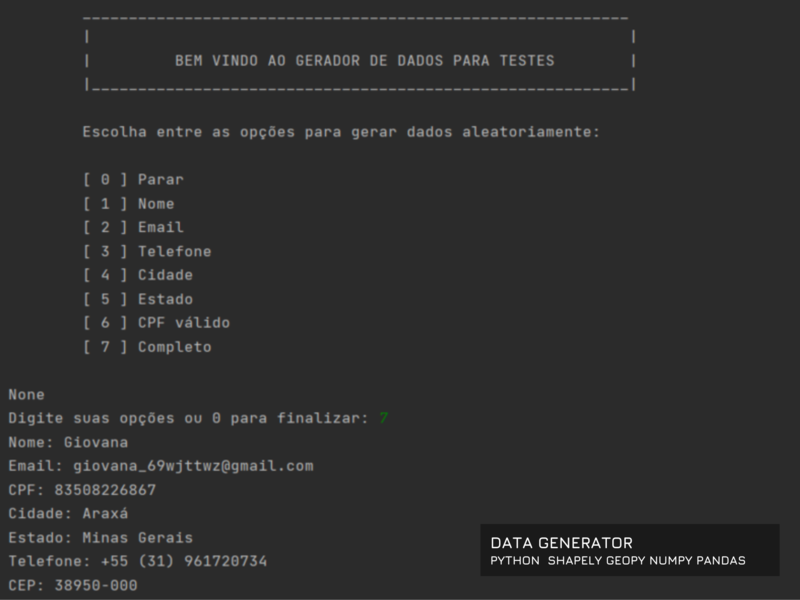 BEM VINDO AO GERADOR DE DADOS PARA TESTES
Escolha entre as opções para gerar dados aleatoriamente:
[ 0 ] Parar
[ 1 ] Nome
[ 2 ] Email
[ 3 ] Telefone
[ 4 ] Cidade
[ 5 ] Estado
[ 6 ] CPF válido
[ 7 ] Completo
None
Digite suas opções ou 0 para finalizar: 7
Nome: Giovana
Email: giovana_69wjttwz@gmail.com
CPF: 83508226867
Cidade: Araxá
Estado: Minas Gerais
Telefone: +55 (31) 961720734
CEP: 38950-000
DATA GENERATOR
PYTHON SHAPELY GEOPY NUMPY PANDAS